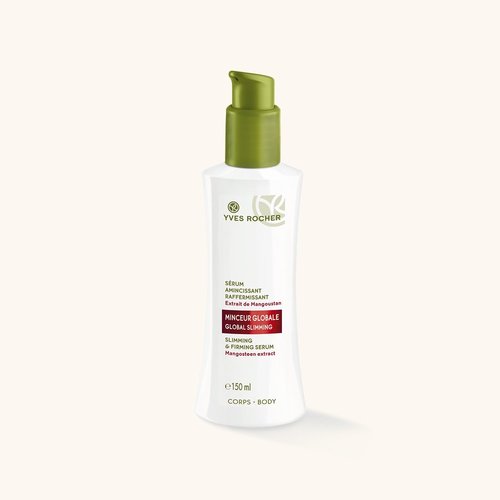 YVES ROCHER
SÉRUM
AMINCISSANT
RAFFERMISSANT
Extrait de Mangoustan
MINCEUR GLOBALE
GLOBAL SLIMMING
SLIMMING
& FIRMING SERUM
Mangosteen extract
℮150 ml
CORPS - BODY